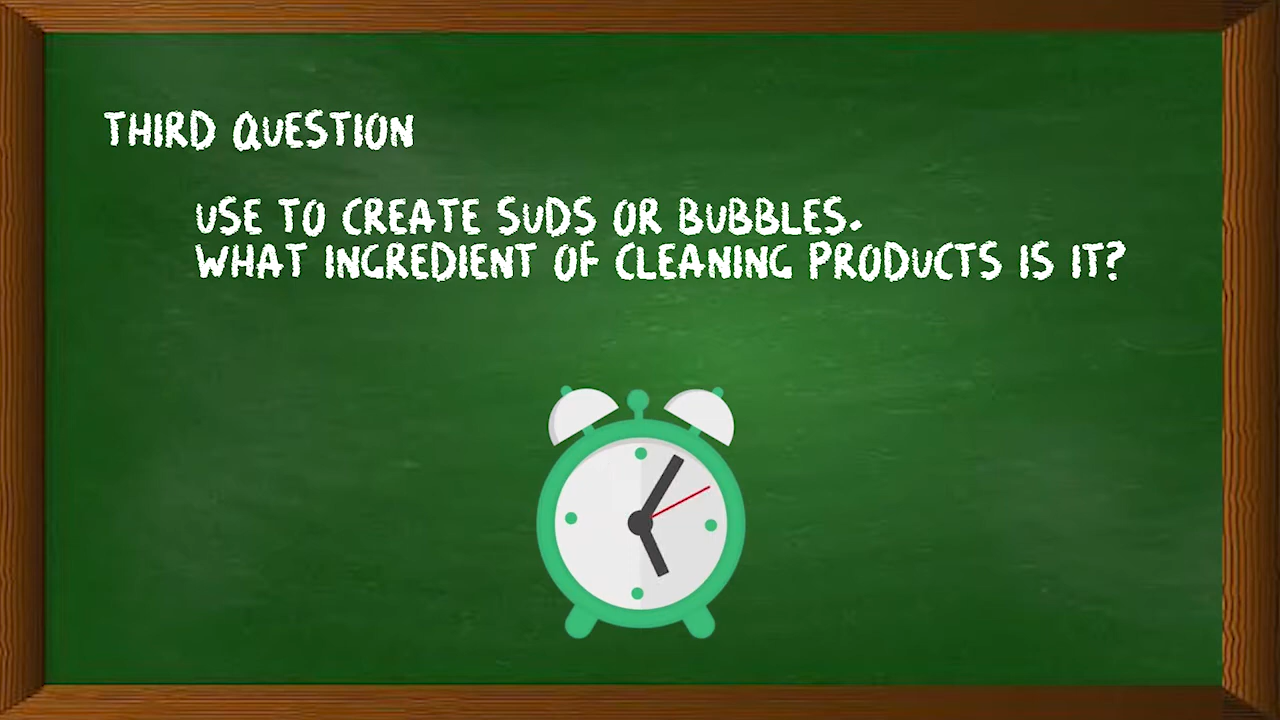 THIRD QUESTION
USE TO CREATE SUDS OR BUBBLES.
WHAT INGREDIENT OF CLEANING PRODUCTS IS IT?